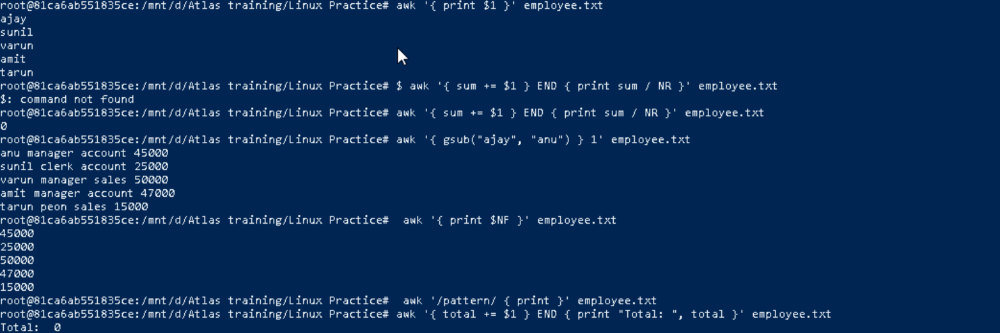 root@81ca6ab551835ce:/mnt/d/Atlas training/Linux Practice# awk '{ print $1 }' employee.txt
ajay
sunil
varun
amit
tarun
root@81ca6ab551835ce:/mnt/d/Atlas training/Linux Practice# $ awk '{ sum += $1 } END { print sum / NR }' employee.txt
$: command not found
root@81ca6ab551835ce:/mnt/d/Atlas training/Linux Practice# awk '{ sum += $1 } END { print sum / NR }' employee.txt
0
root@81ca6ab551835ce:/mnt/d/Atlas training/Linux Practice# awk '{ gsub("ajay", "anu") } 1' employee.txt
anu manager account 45000
sunil clerk account 25000
varun manager sales 50000
amit manager account 47000
tarun peon sales 15000
root@81ca6ab551835ce:/mnt/d/Atlas training/Linux Practice#  awk '{ print $NF }' employee.txt
45000
25000
50000
47000
15000
root@81ca6ab551835ce:/mnt/d/Atlas training/Linux Practice#  awk '/pattern/ { print }' employee.txt
root@81ca6ab551835ce:/mnt/d/Atlas training/Linux Practice# awk '{ total += $1 } END { print "Total: ", total }' employee.txt
Total:  0